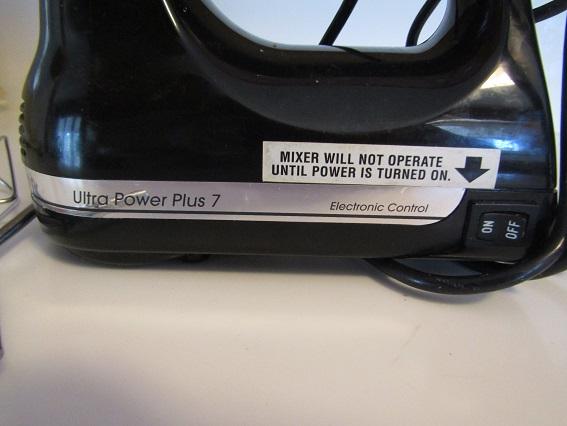 MIXER WILL NOT OPERATE
UNTIL POWER IS TURNED ON.
Ultra Power Plus 7
Electronic Control
ON
OFF